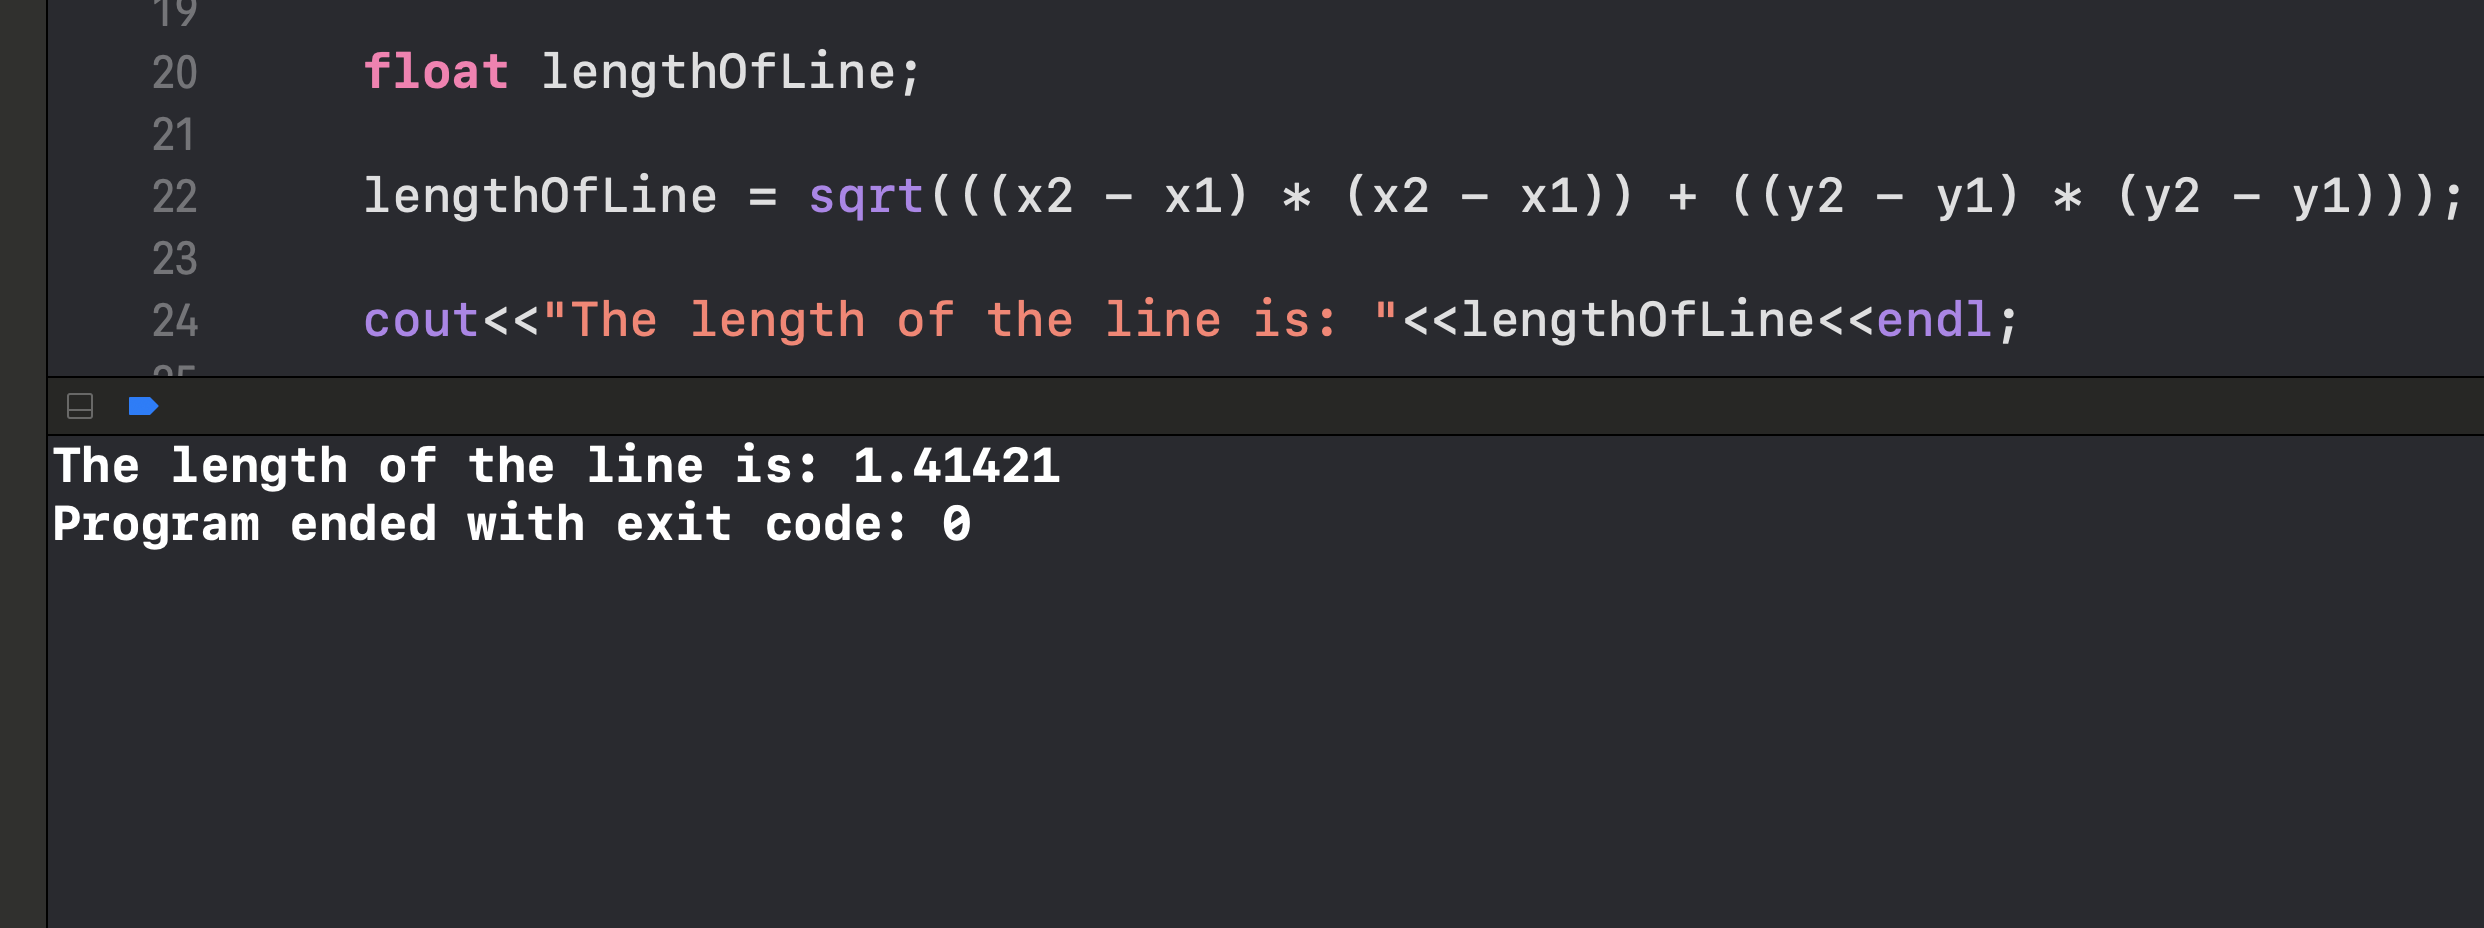 19
20 float lengthOfLine;
21
22 lengthOfLine = sqrt(((x2 - x1) * (x2 - x1)) + ((y2 - y1) * (y2 - y1)));
23
24 cout<<"The length of the line is: "<<lengthOfLine<<endl;
The length of the line is: 1.41421
Program ended with exit code: 0